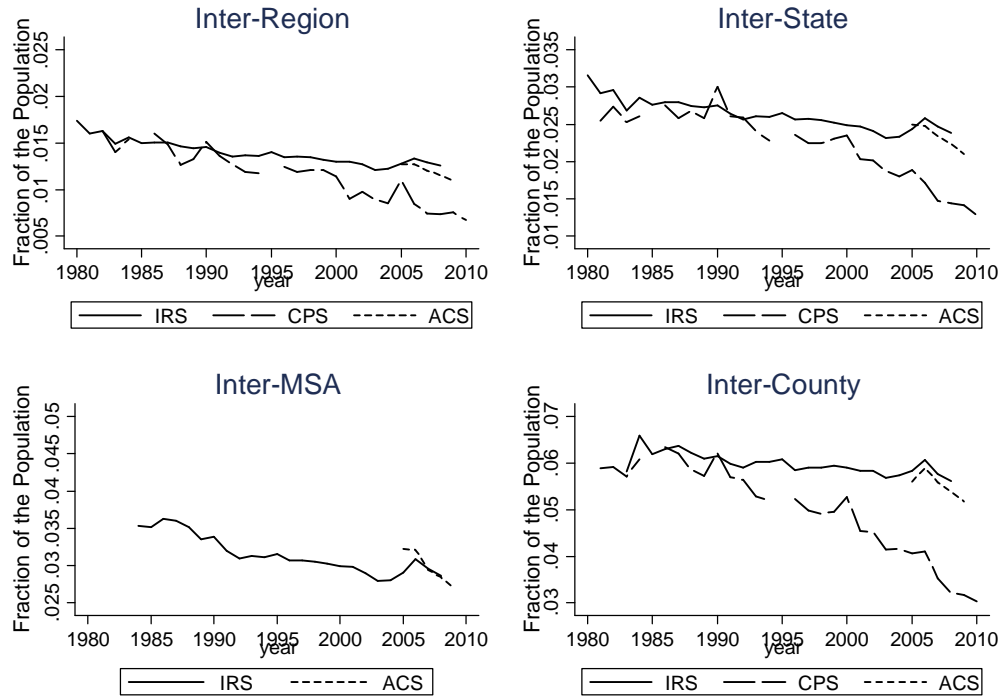 Inter-Region
Fraction of the Population
.005 .01 .015 .02 .025
1980 1985 1990 1995 2000 2005 2010
year
IRS CPS ACS
Inter-State
Fraction of the Population
.01 .015 .02 .025 .03 .035
1980 1985 1990 1995 2000 2005 2010
year
IRS CPS ACS
Inter-MSA
Fraction of the Population
.025 .03 .035 .04 .045 .05
1980 1985 1990 1995 2000 2005 2010
year
IRS ACS
Inter-County
Fraction of the Population
.03 .04 .05 .06 .07
1980 1985 1990 1995 2000 2005 2010
year
IRS CPS ACS